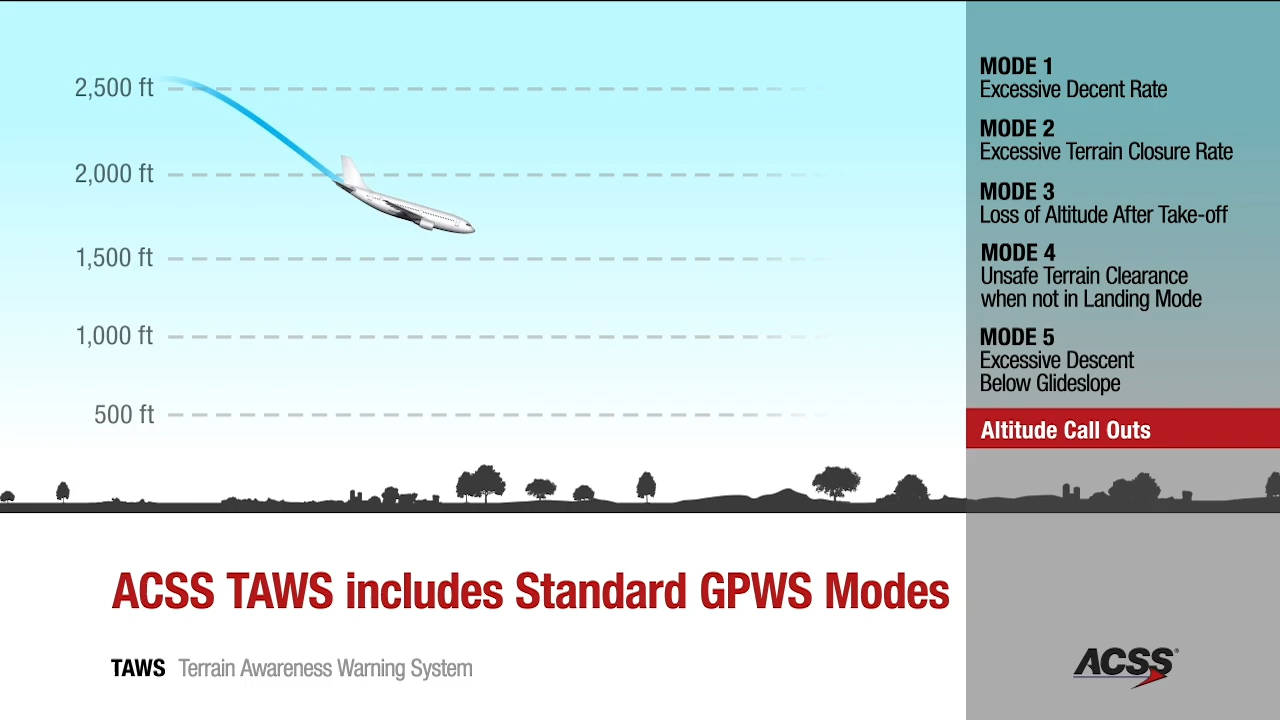 2,500 ft
2,000 ft
1,500 ft
1,000 ft
500 ft
MODE 1
Excessive Decent Rate
MODE 2
Excessive Terrain Closure Rate
MODE 3
Loss of Altitude After Take-off
MODE 4
Unsafe Terrain Clearance
when not in Landing Mode
MODE 5
Excessive Descent
Below Glideslope
Altitude Call Outs
ACSS TAWS includes Standard GPWS Modes
TAWS Terrain Awareness Warning System
ACSS®